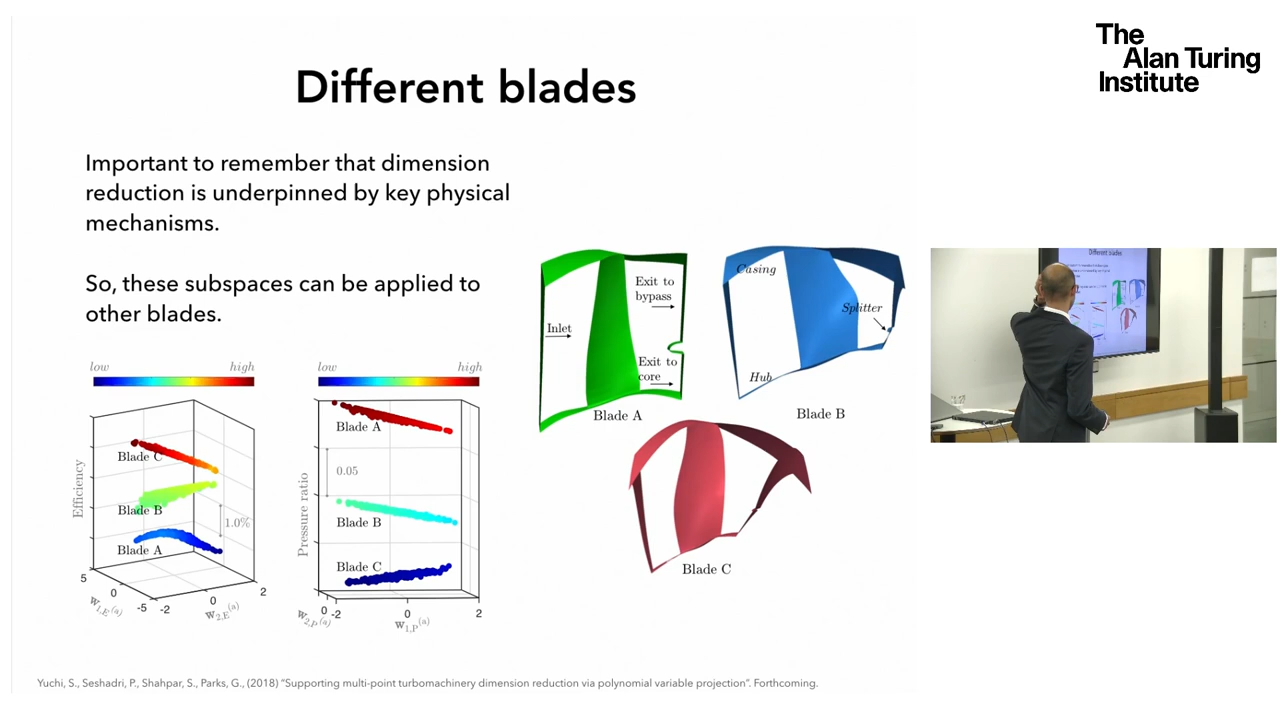 The
Alan Turing
Institute
Different blades
Important to remember that dimension
reduction is underpinned by key physical
mechanisms.
So, these subspaces can be applied to
other blades.
low high
Efficiency
Blade C
Blade B
Blade A
1.0%
5
0
-5
-2
0
2
w1,E(a)
w2,E(a)
low high
Pressure ratio
Blade A
0.05
Blade B
Blade C
0
-2
0
2
w2,P(a)
w1,P(a)
Inlet
Exit to
bypass
Exit to
core
Blade A
Casing
Splitter
Hub
Blade B
Blade C
Different blades
Yuchi, S., Seshadri, P., Shahpar, S., Parks, G., (2018) "Supporting multi-point turbomachinery dimension reduction via polynomial variable projection". Forthcoming.